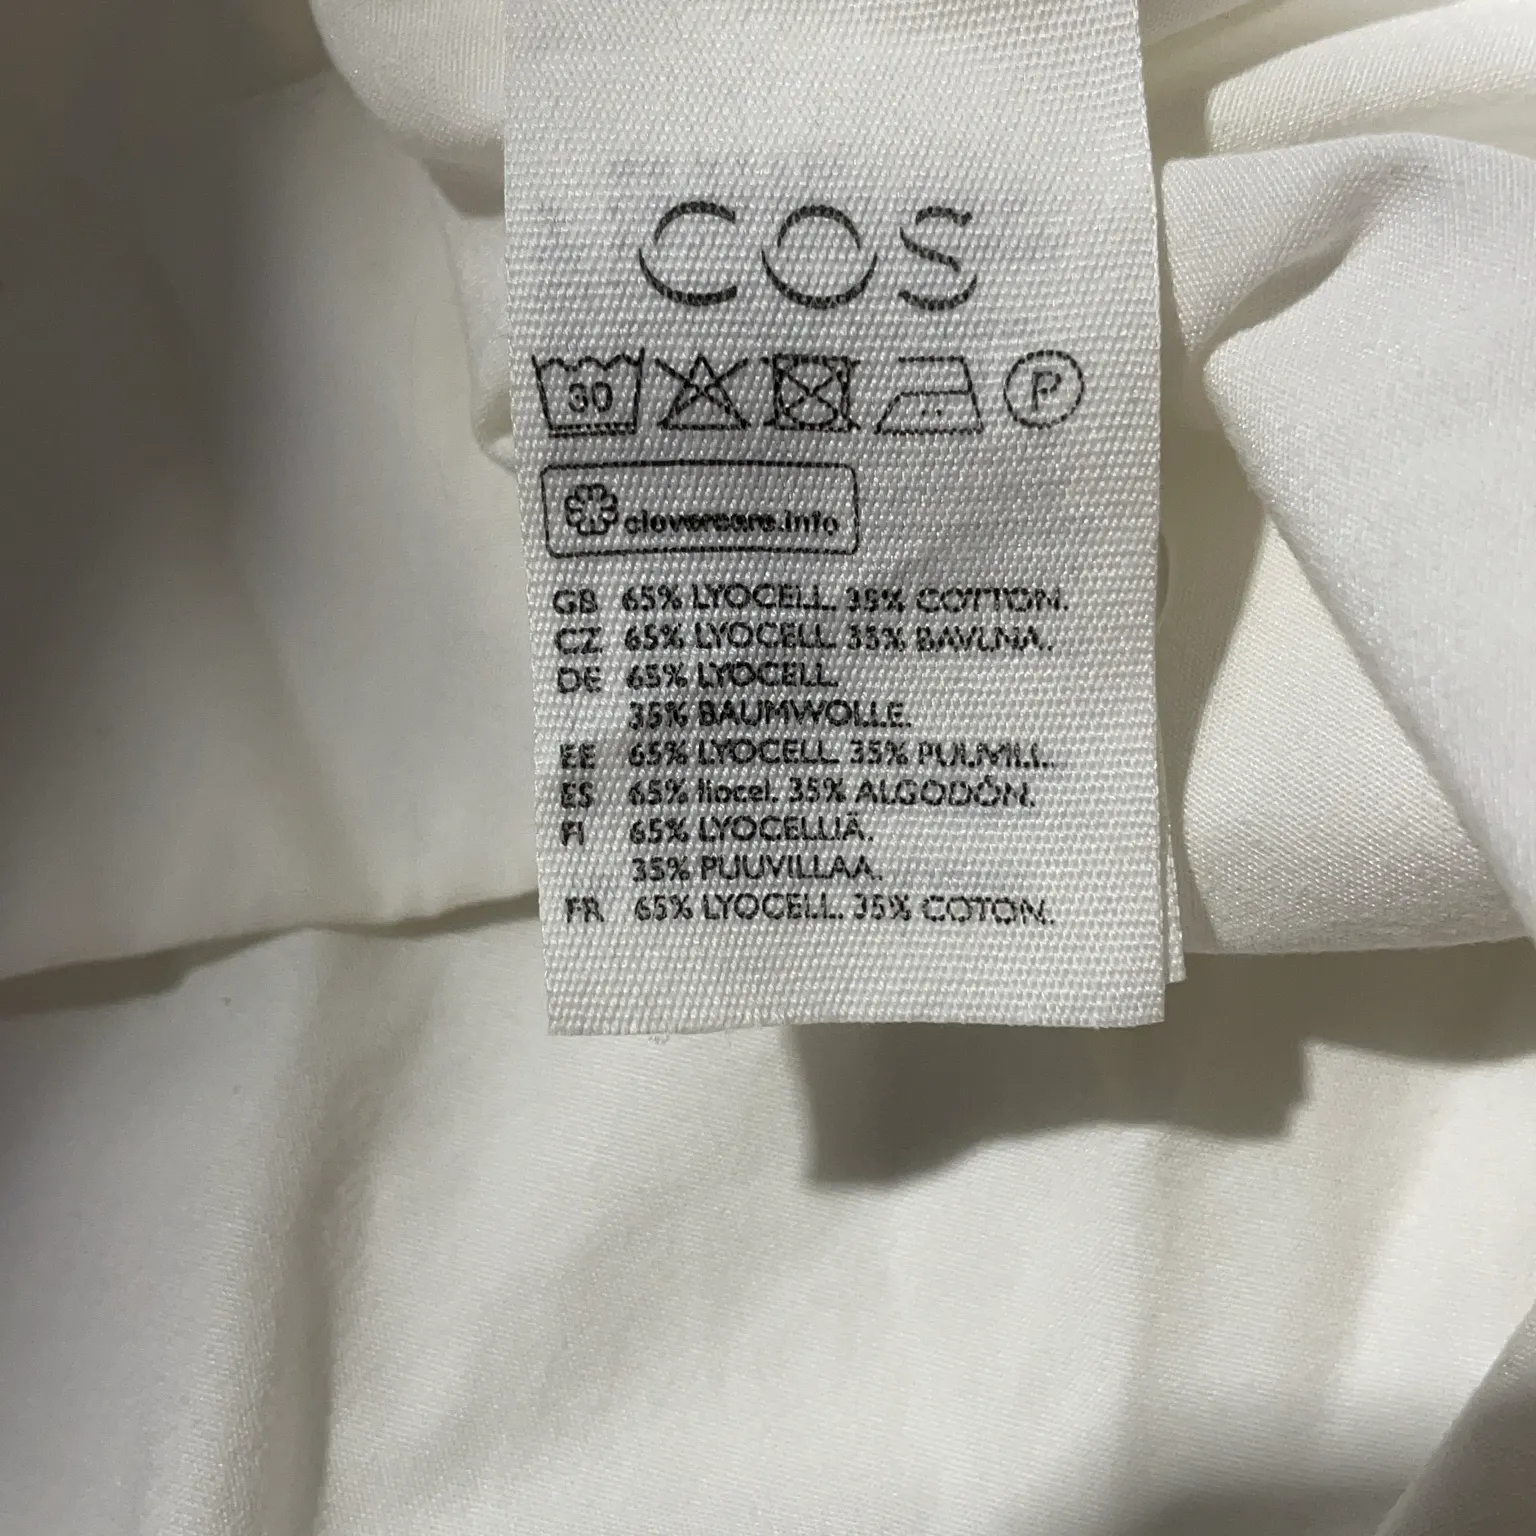 COS
30 P
clevercare.info
GB 65% LYOCELL. 35% COTTON.
CZ 65% LYOCELL 35% BAVLNA.
DE 65% LYOCELL.
35% BAUMWOLLE.
EE 65% LYOCELL 35% PUUVILL.
ES 65% liocel. 35% ALGODÓN.
FI 65% LYOCELLIÄ.
35% PUUVILLAA.
FR 65% LYOCELL. 35% COTON.